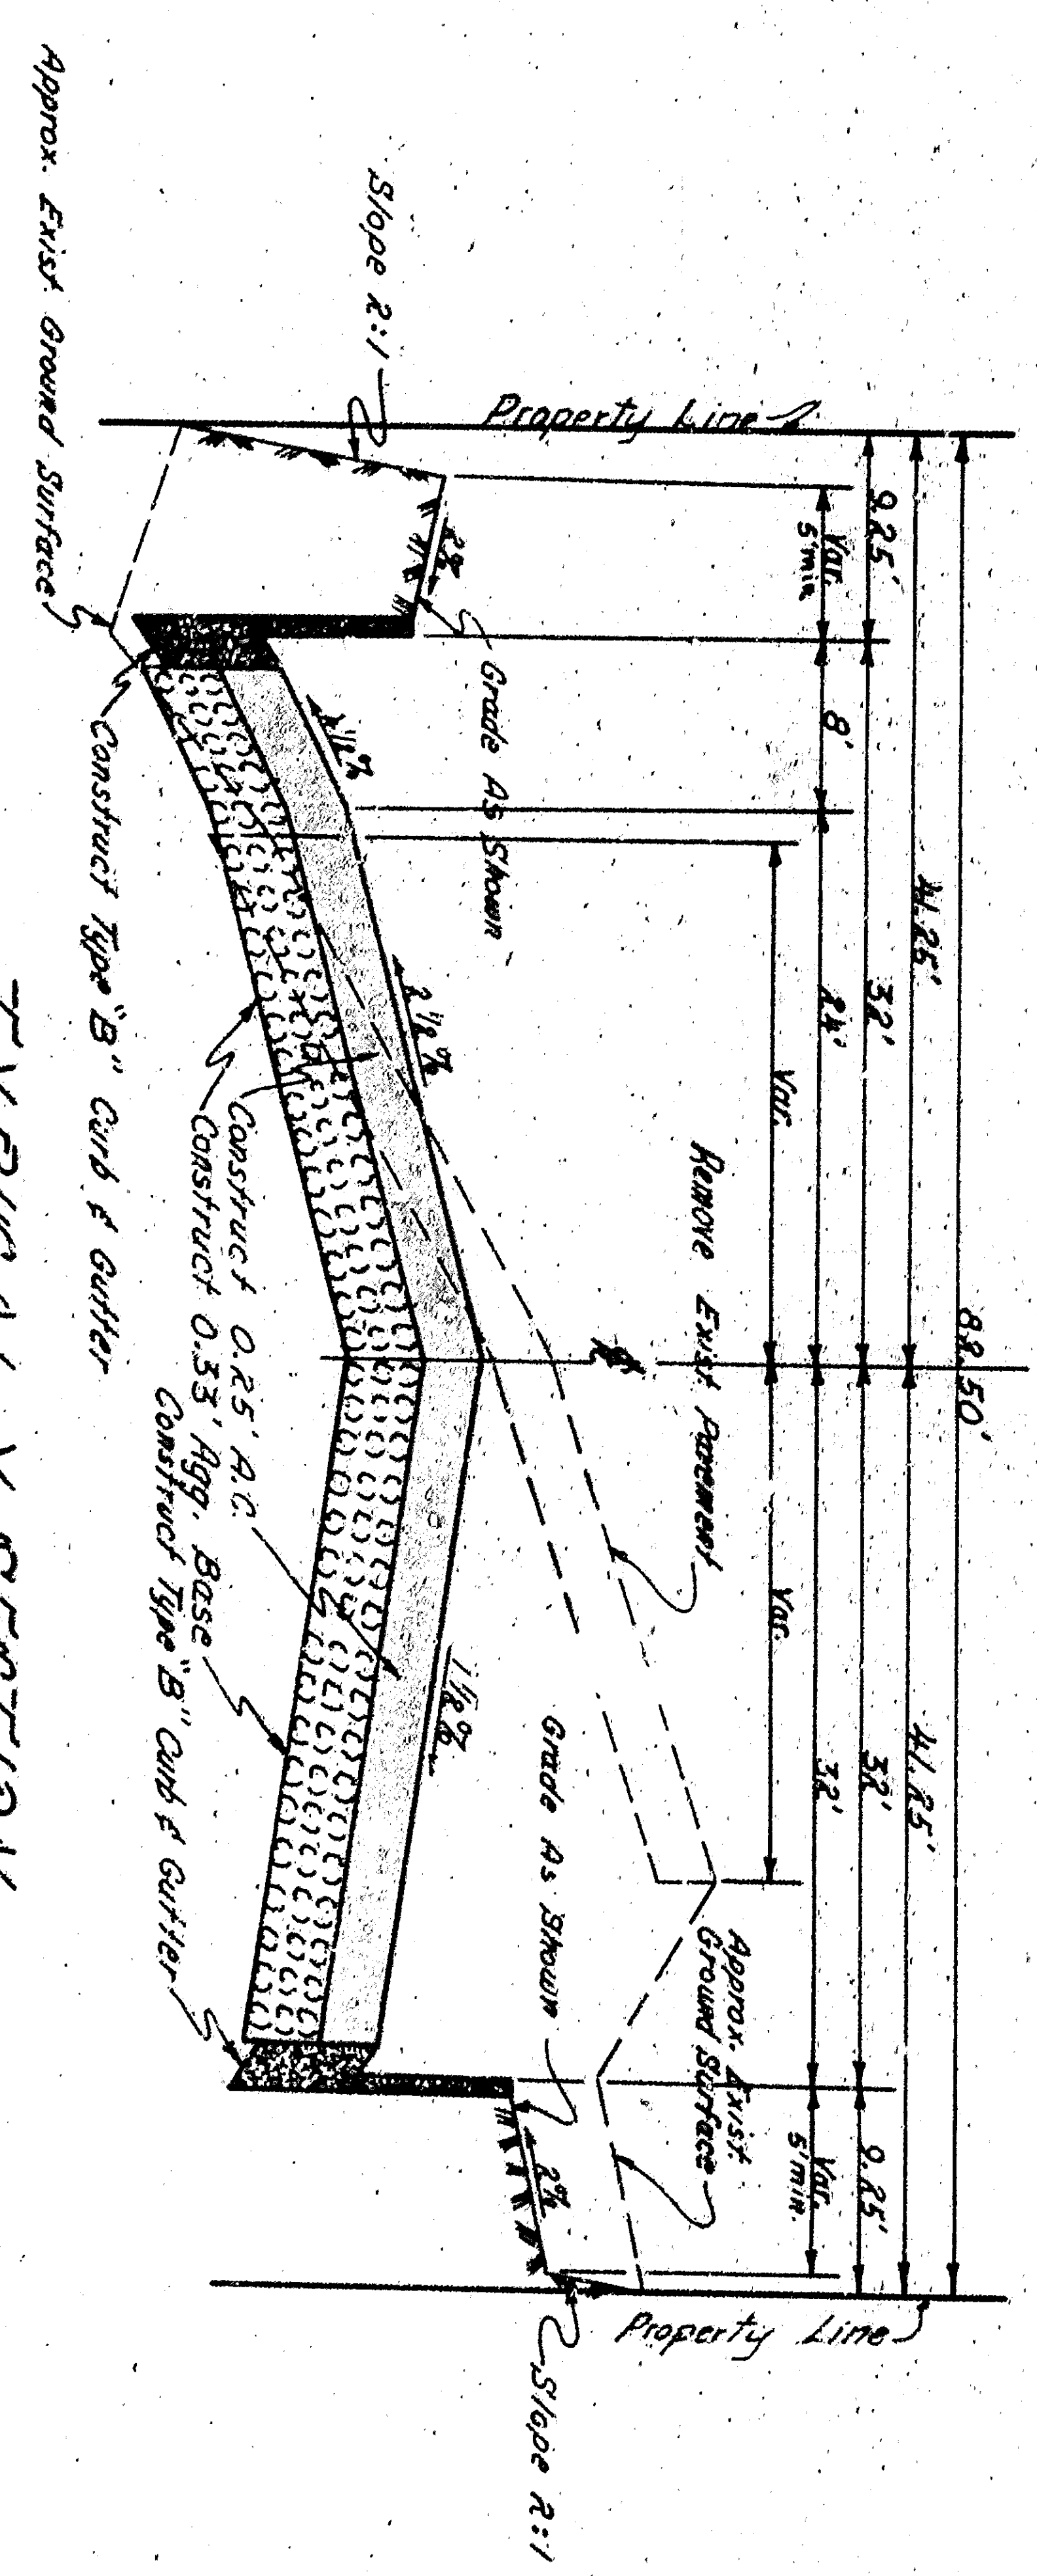 82.50'
41.25'
41.25'
9.25'
32'
32'
9.25'
Var.
5' min.
8'
24'
32'
Var.
5' min.
Var.
Var.
Property Line
Property Line
Slope 2:1
Slope 2:1
2%
Grade As Shown
4 1/2 %
2 1/2 %
℄
Remove Exist. Pavement
1 1/2 %
Grade As Shown
2%
Approx. Exist.
Ground Surface
Approx. Exist. Ground Surface
Construct 0.25' A.C.
Construct 0.33' Agg. Base
Construct Type "B" Curb & Gutter
Construct Type "B" Curb & Gutter